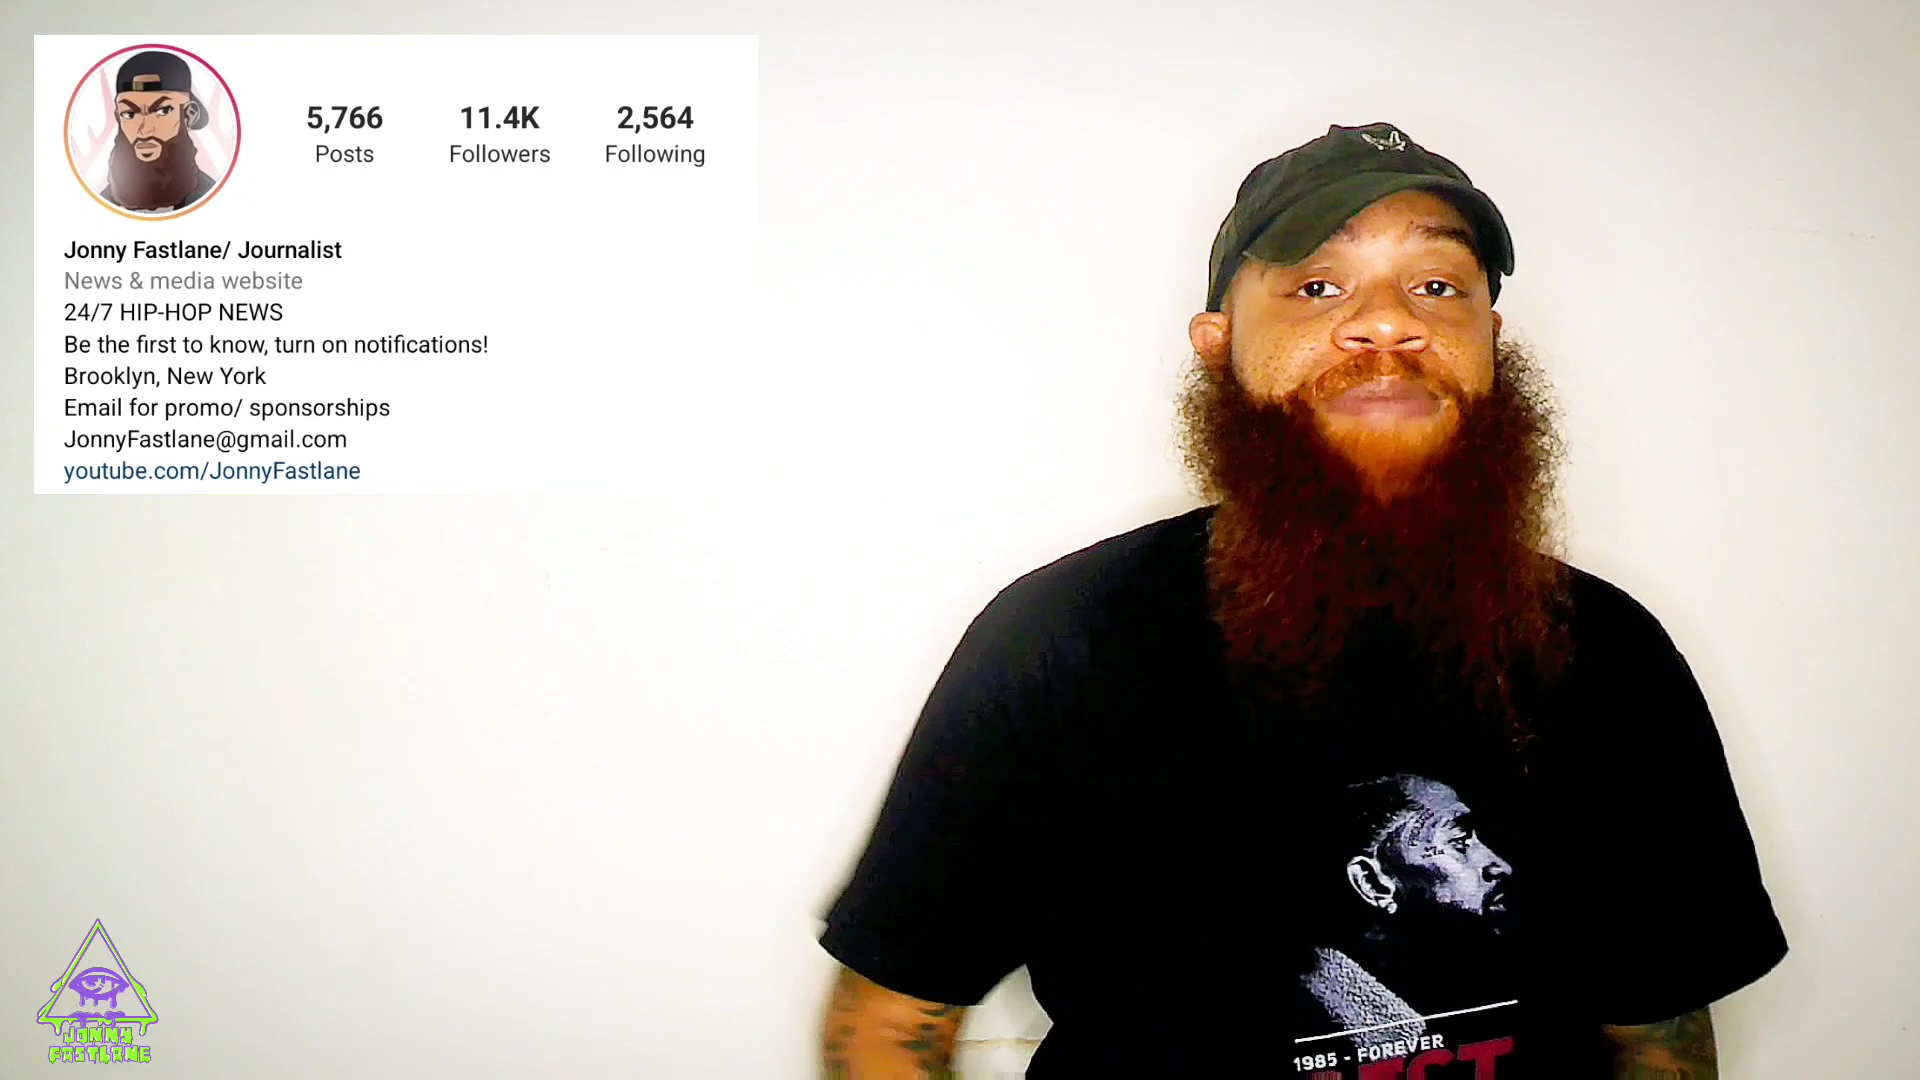 5,766 11.4K 2,564
Posts Followers Following
Jonny Fastlane/ Journalist
News & media website
24/7 HIP-HOP NEWS
Be the first to know, turn on notifications!
Brooklyn, New York
Email for promo/ sponsorships
JonnyFastlane@gmail.com
youtube.com/JonnyFastlane
JONNY
FASTLANE
1985 - FOREVER